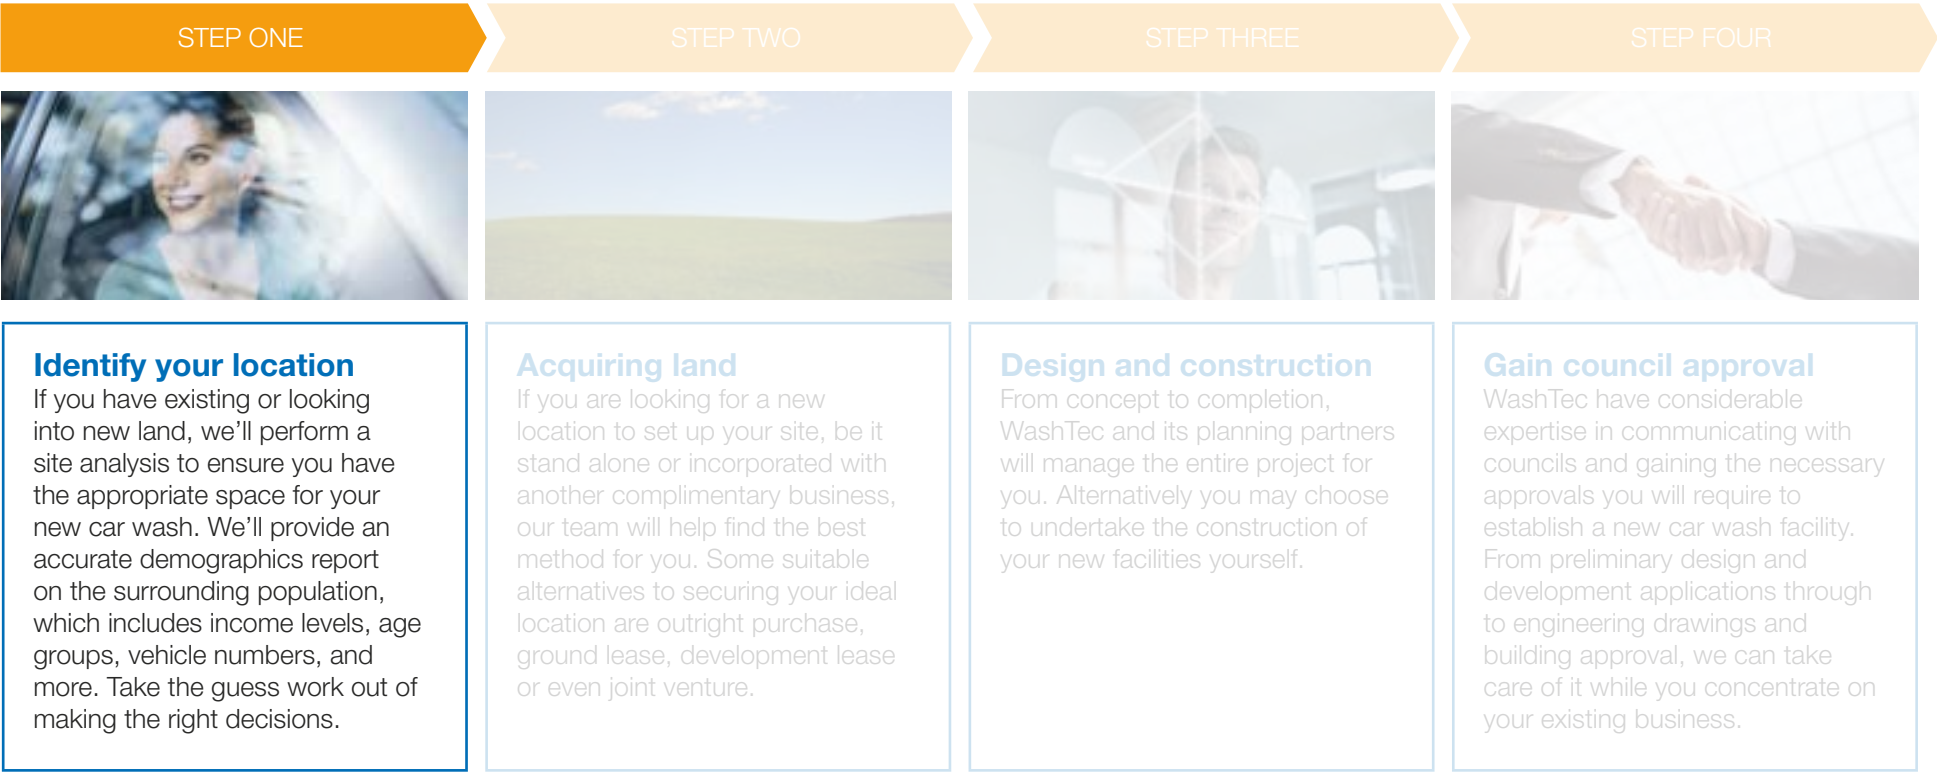 STEP ONE
STEP TWO
STEP THREE
STEP FOUR
Identify your location
If you have existing or looking
into new land, we’ll perform a
site analysis to ensure you have
the appropriate space for your
new car wash. We’ll provide an
accurate demographics report
on the surrounding population,
which includes income levels, age
groups, vehicle numbers, and
more. Take the guess work out of
making the right decisions.
Acquiring land
If you are looking for a new
location to set up your site, be it
stand alone or incorporated with
another complimentary business,
our team will help find the best
method for you. Some suitable
alternatives to securing your ideal
location are outright purchase,
ground lease, development lease
or even joint venture.
Design and construction
From concept to completion,
WashTec and its planning partners
will manage the entire project for
you. Alternatively you may choose
to undertake the construction of
your new facilities yourself.
Gain council approval
WashTec have considerable
expertise in communicating with
councils and gaining the necessary
approvals you will require to
establish a new car wash facility.
From preliminary design and
development applications through
to engineering drawings and
building approval, we can take
care of it while you concentrate on
your existing business.